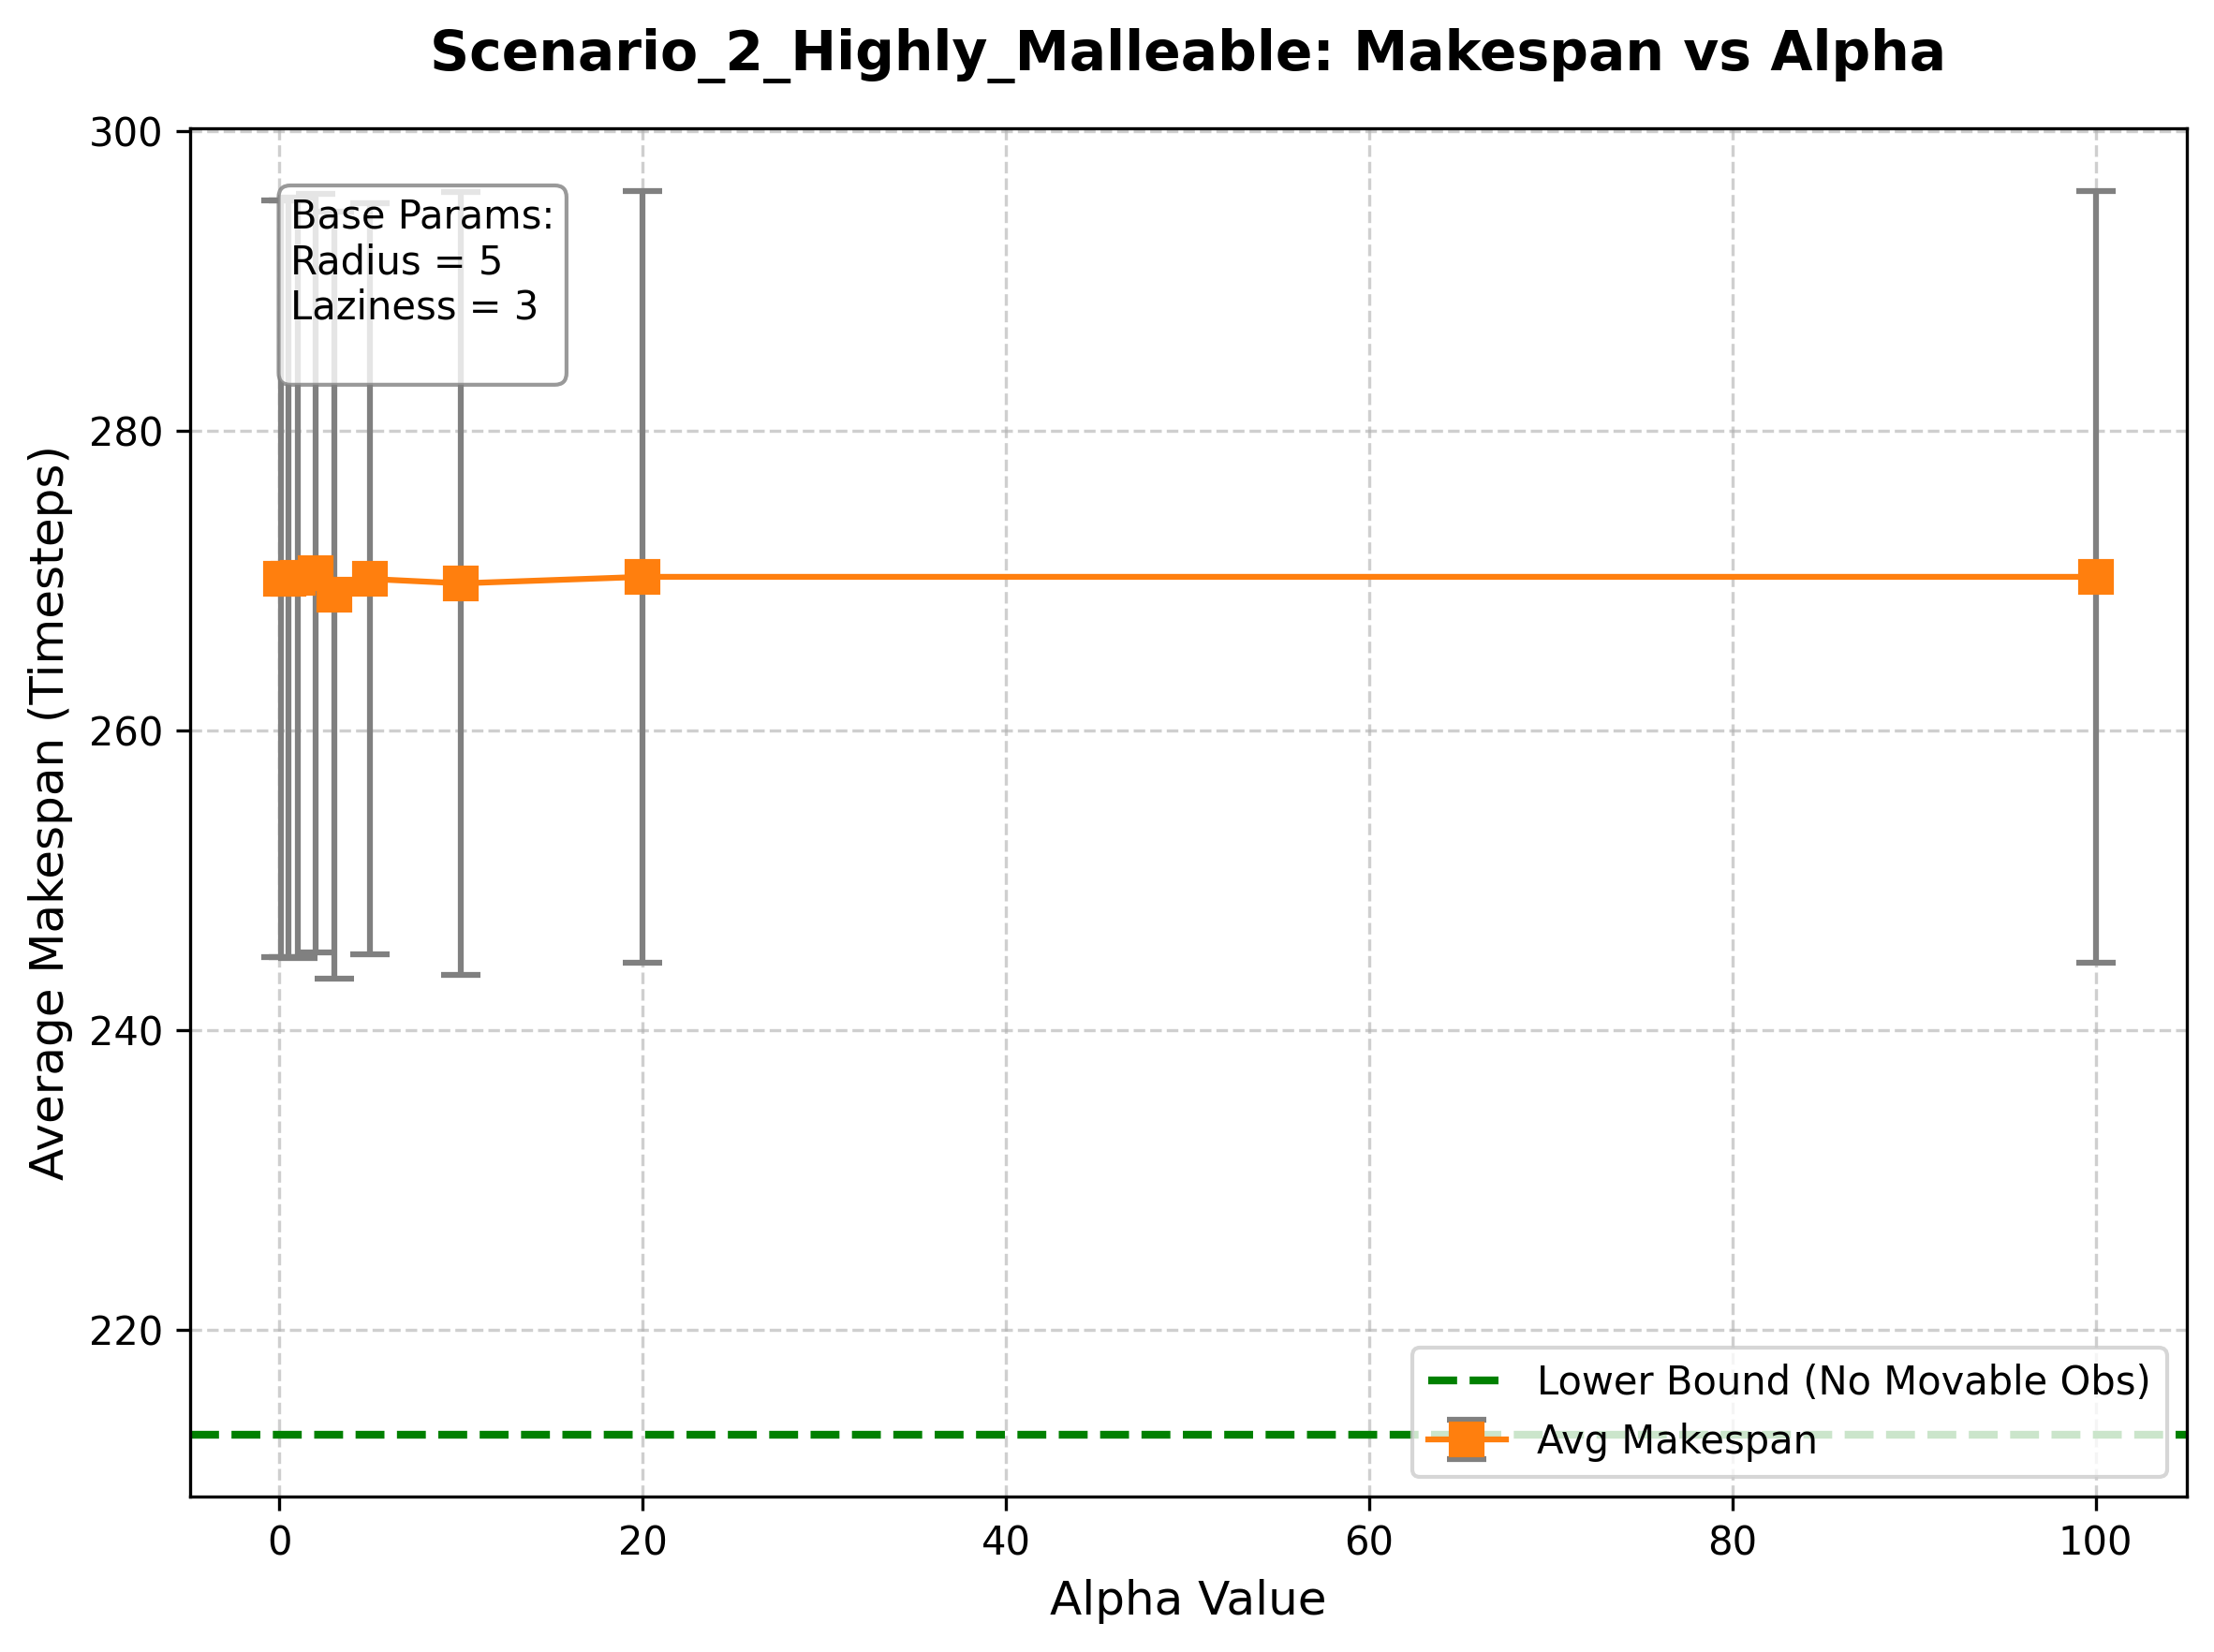 Scenario_2_Highly_Malleable: Makespan vs Alpha
Average Makespan (Timesteps)
300
280
260
240
220
Base Params:
Radius = 5
Laziness = 3
Lower Bound (No Movable Obs)
Avg Makespan
0 20 40 60 80 100
Alpha Value